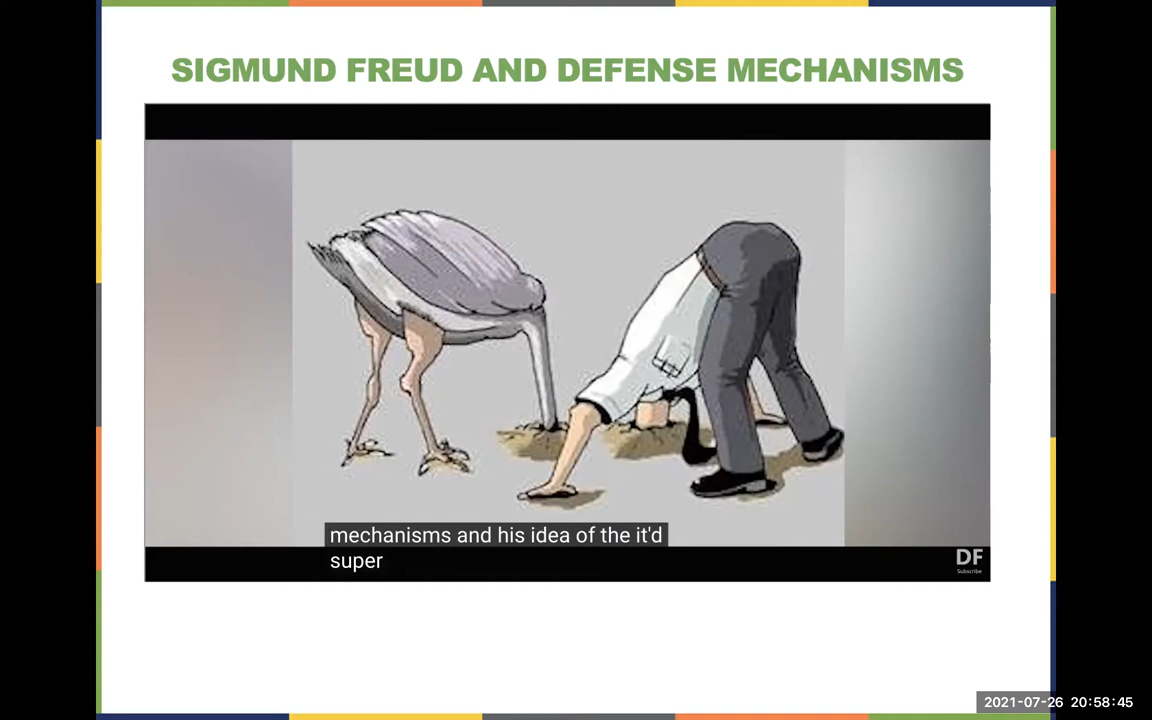 SIGMUND FREUD AND DEFENSE MECHANISMS
mechanisms and his idea of the it'd
super
DF
Subscribe
2021-07-26 20:58:45